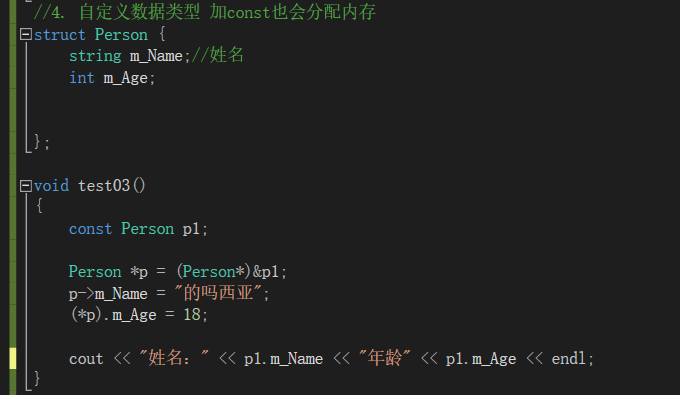 //4. 自定义数据类型 加const也会分配内存
struct Person {
string m_Name;//姓名
int m_Age;
};
void test03()
{
const Person p1;
Person *p = (Person*)&p1;
p->m_Name = "的吗西亚";
(*p).m_Age = 18;
cout << "姓名：" << p1.m_Name << "年龄" << p1.m_Age << endl;
}